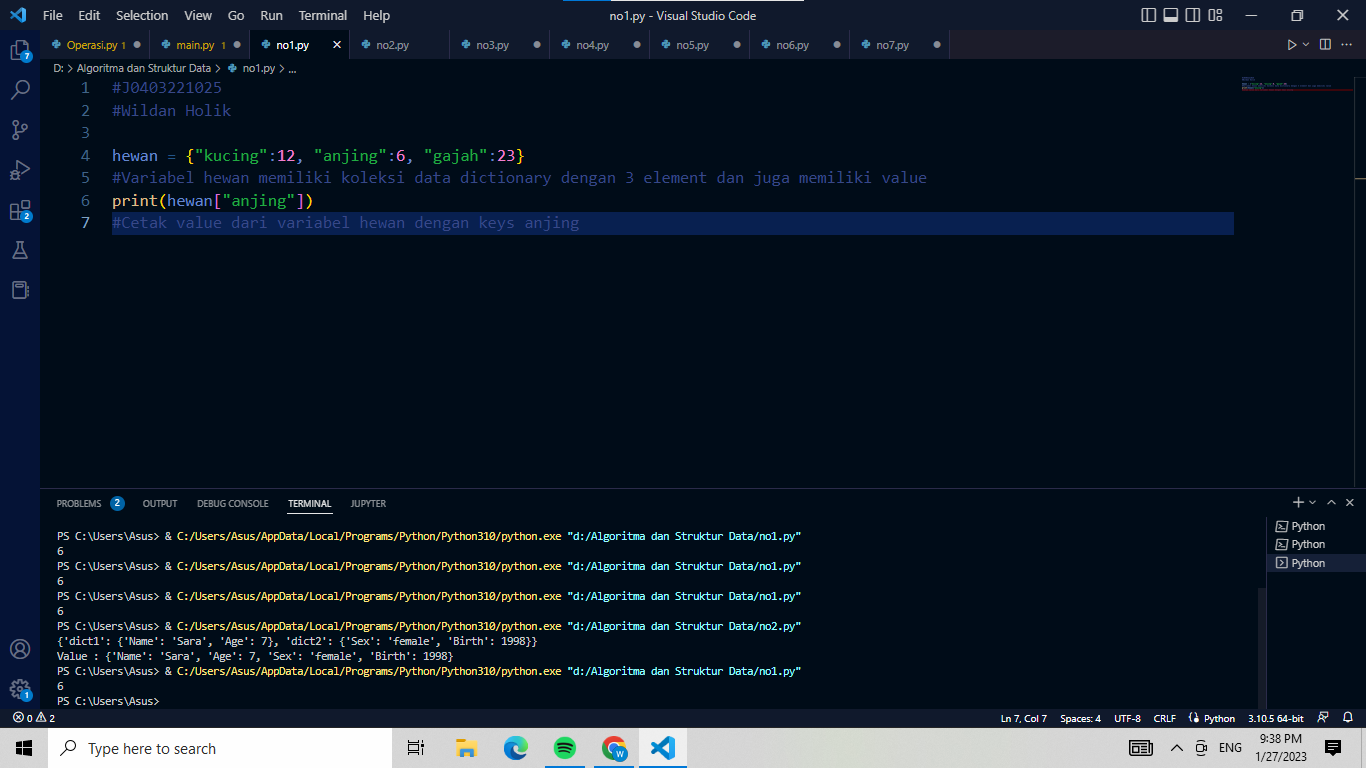 File Edit Selection View Go Run Terminal Help no1.py - Visual Studio Code
Operasi.py 1 main.py 1 no1.py no2.py no3.py no4.py no5.py no6.py no7.py
D: > Algoritma dan Struktur Data > no1.py > ...
7
2
1
1 #J0403221025
2 #Wildan Holik
3
4 hewan = {"kucing":12, "anjing":6, "gajah":23}
5 #Variabel hewan memiliki koleksi data dictionary dengan 3 element dan juga memiliki value
6 print(hewan["anjing"])
7 #Cetak value dari variabel hewan dengan keys anjing
PROBLEMS 2 OUTPUT DEBUG CONSOLE TERMINAL JUPYTER
PS C:\Users\Asus> & C:/Users/Asus/AppData/Local/Programs/Python/Python310/python.exe "d:/Algoritma dan Struktur Data/no1.py"
6
PS C:\Users\Asus> & C:/Users/Asus/AppData/Local/Programs/Python/Python310/python.exe "d:/Algoritma dan Struktur Data/no1.py"
6
PS C:\Users\Asus> & C:/Users/Asus/AppData/Local/Programs/Python/Python310/python.exe "d:/Algoritma dan Struktur Data/no1.py"
6
PS C:\Users\Asus> & C:/Users/Asus/AppData/Local/Programs/Python/Python310/python.exe "d:/Algoritma dan Struktur Data/no2.py"
{'dict1': {'Name': 'Sara', 'Age': 7}, 'dict2': {'Sex': 'female', 'Birth': 1998}}
Value : {'Name': 'Sara', 'Age': 7, 'Sex': 'female', 'Birth': 1998}
PS C:\Users\Asus> & C:/Users/Asus/AppData/Local/Programs/Python/Python310/python.exe "d:/Algoritma dan Struktur Data/no1.py"
6
PS C:\Users\Asus>
Python
Python
Python
0 2 Ln 7, Col 7 Spaces: 4 UTF-8 CRLF Python 3.10.5 64-bit
Type here to search W ENG 9:38 PM
1/27/2023